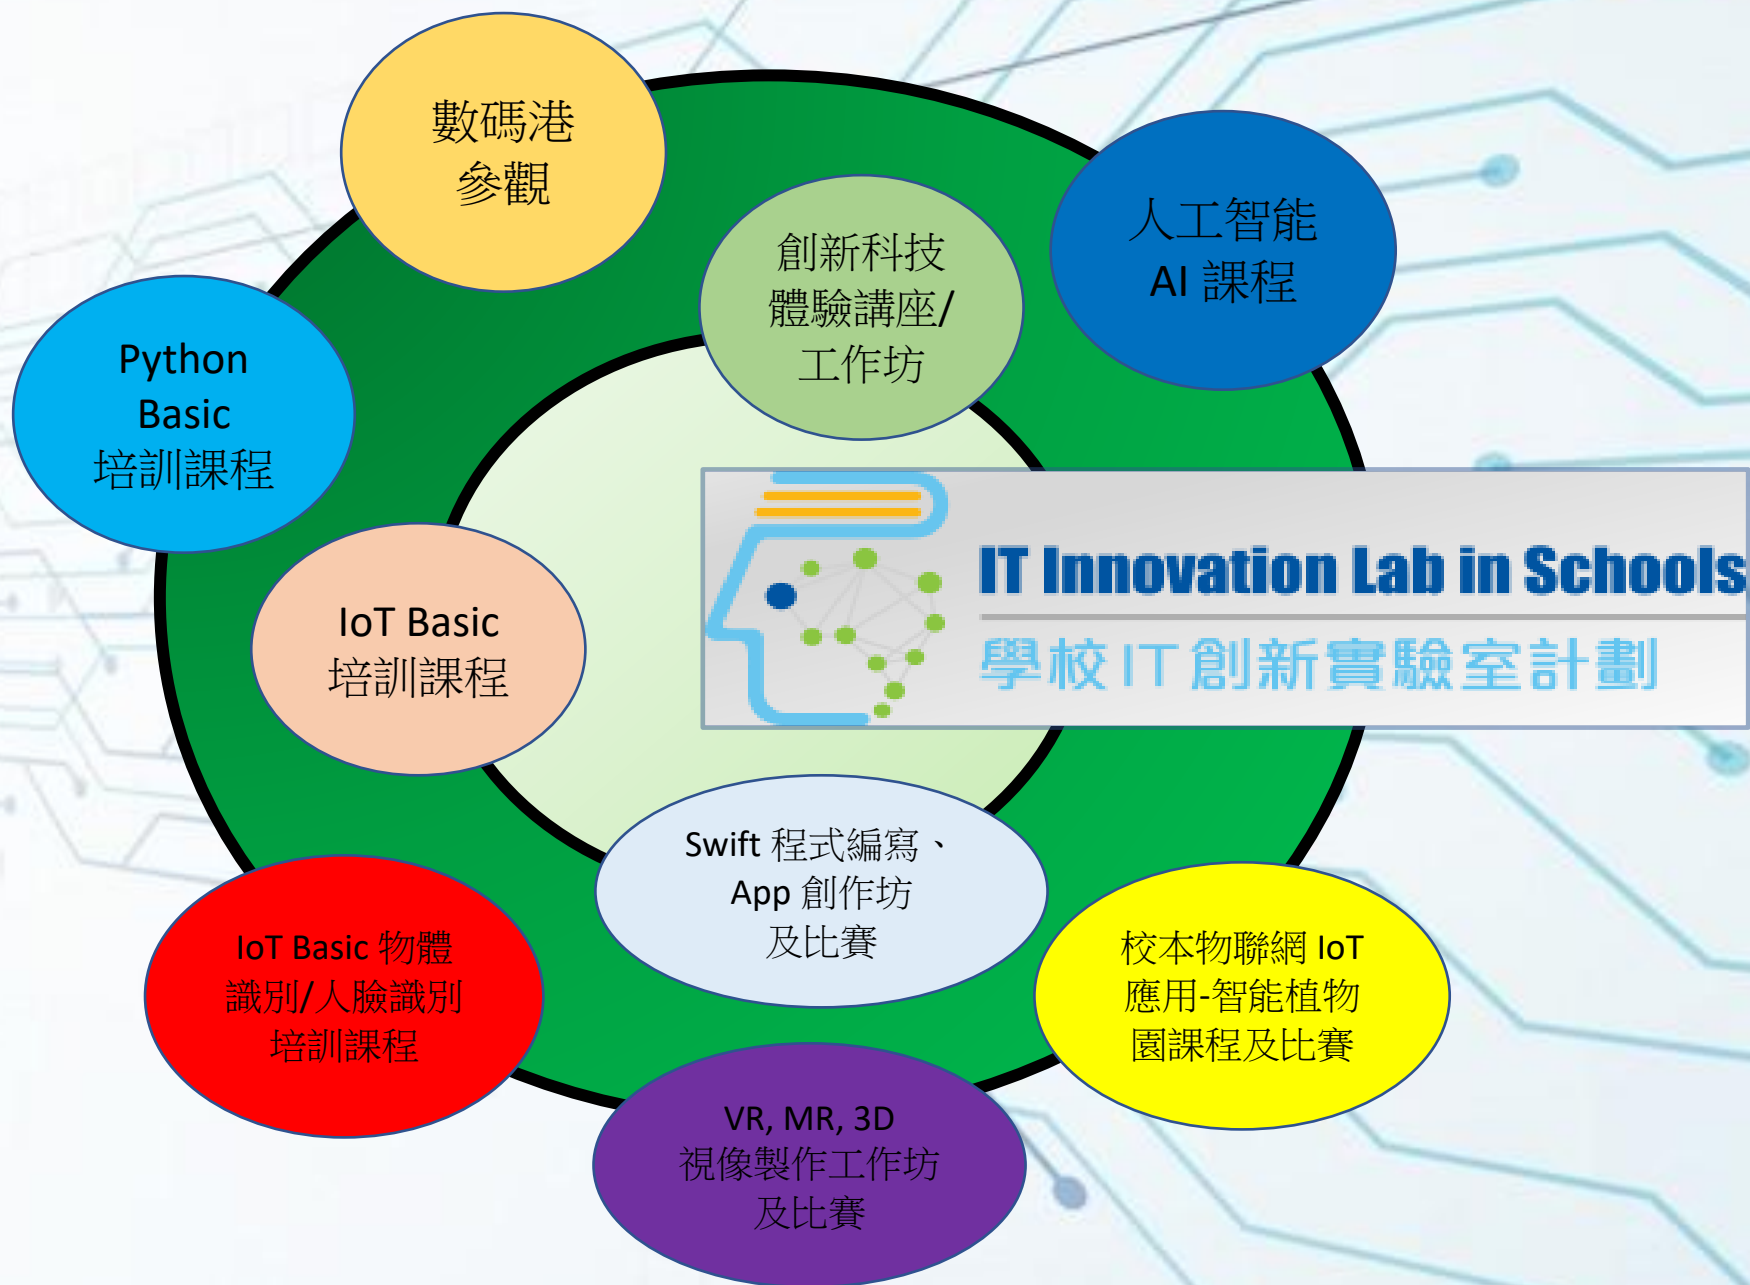 數碼港
參觀
創新科技
體驗講座/
工作坊
人工智能
AI 課程
Python
Basic
培訓課程
IT Innovation Lab in Schools
學校IT創新實驗室計劃
IoT Basic
培訓課程
Swift 程式編寫、
App 創作坊
及比賽
IoT Basic 物體
識別/人臉識別
培訓課程
校本物聯網 IoT
應用-智能植物
園課程及比賽
VR, MR, 3D
視像製作工作坊
及比賽